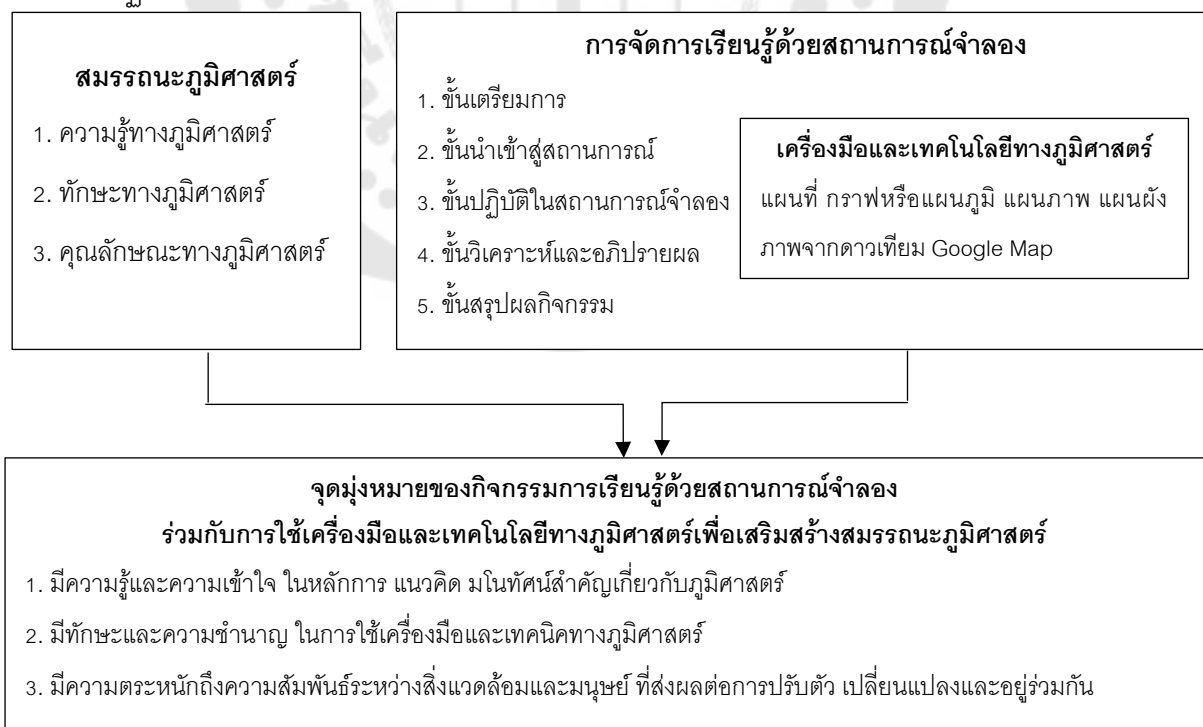 สมรรถนะภูมิศาสตร์
1. ความรู้ทางภูมิศาสตร์
2. ทักษะทางภูมิศาสตร์
3. คุณลักษณะทางภูมิศาสตร์
การจัดการเรียนรู้ด้วยสถานการณ์จำลอง
1. ขั้นเตรียมการ
2. ขั้นนำเข้าสู่สถานการณ์
3. ขั้นปฏิบัติในสถานการณ์จำลอง
4. ขั้นวิเคราะห์และอภิปรายผล
5. ขั้นสรุปผลกิจกรรม
เครื่องมือและเทคโนโลยีทางภูมิศาสตร์
แผนที่ กราฟหรือแผนภูมิ แผนภาพ แผนผัง
ภาพจากดาวเทียม Google Map
จุดมุ่งหมายของกิจกรรมการเรียนรู้ด้วยสถานการณ์จำลอง
ร่วมกับการใช้เครื่องมือและเทคโนโลยีทางภูมิศาสตร์เพื่อเสริมสร้างสมรรถนะภูมิศาสตร์
1. มีความรู้และความเข้าใจ ในหลักการ แนวคิด มโนทัศน์สำคัญเกี่ยวกับภูมิศาสตร์
2. มีทักษะและความชำนาญ ในการใช้เครื่องมือและเทคนิคทางภูมิศาสตร์
3. มีความตระหนักถึงความสัมพันธ์ระหว่างสิ่งแวดล้อมและมนุษย์ ที่ส่งผลต่อการปรับตัว เปลี่ยนแปลงและอยู่ร่วมกัน